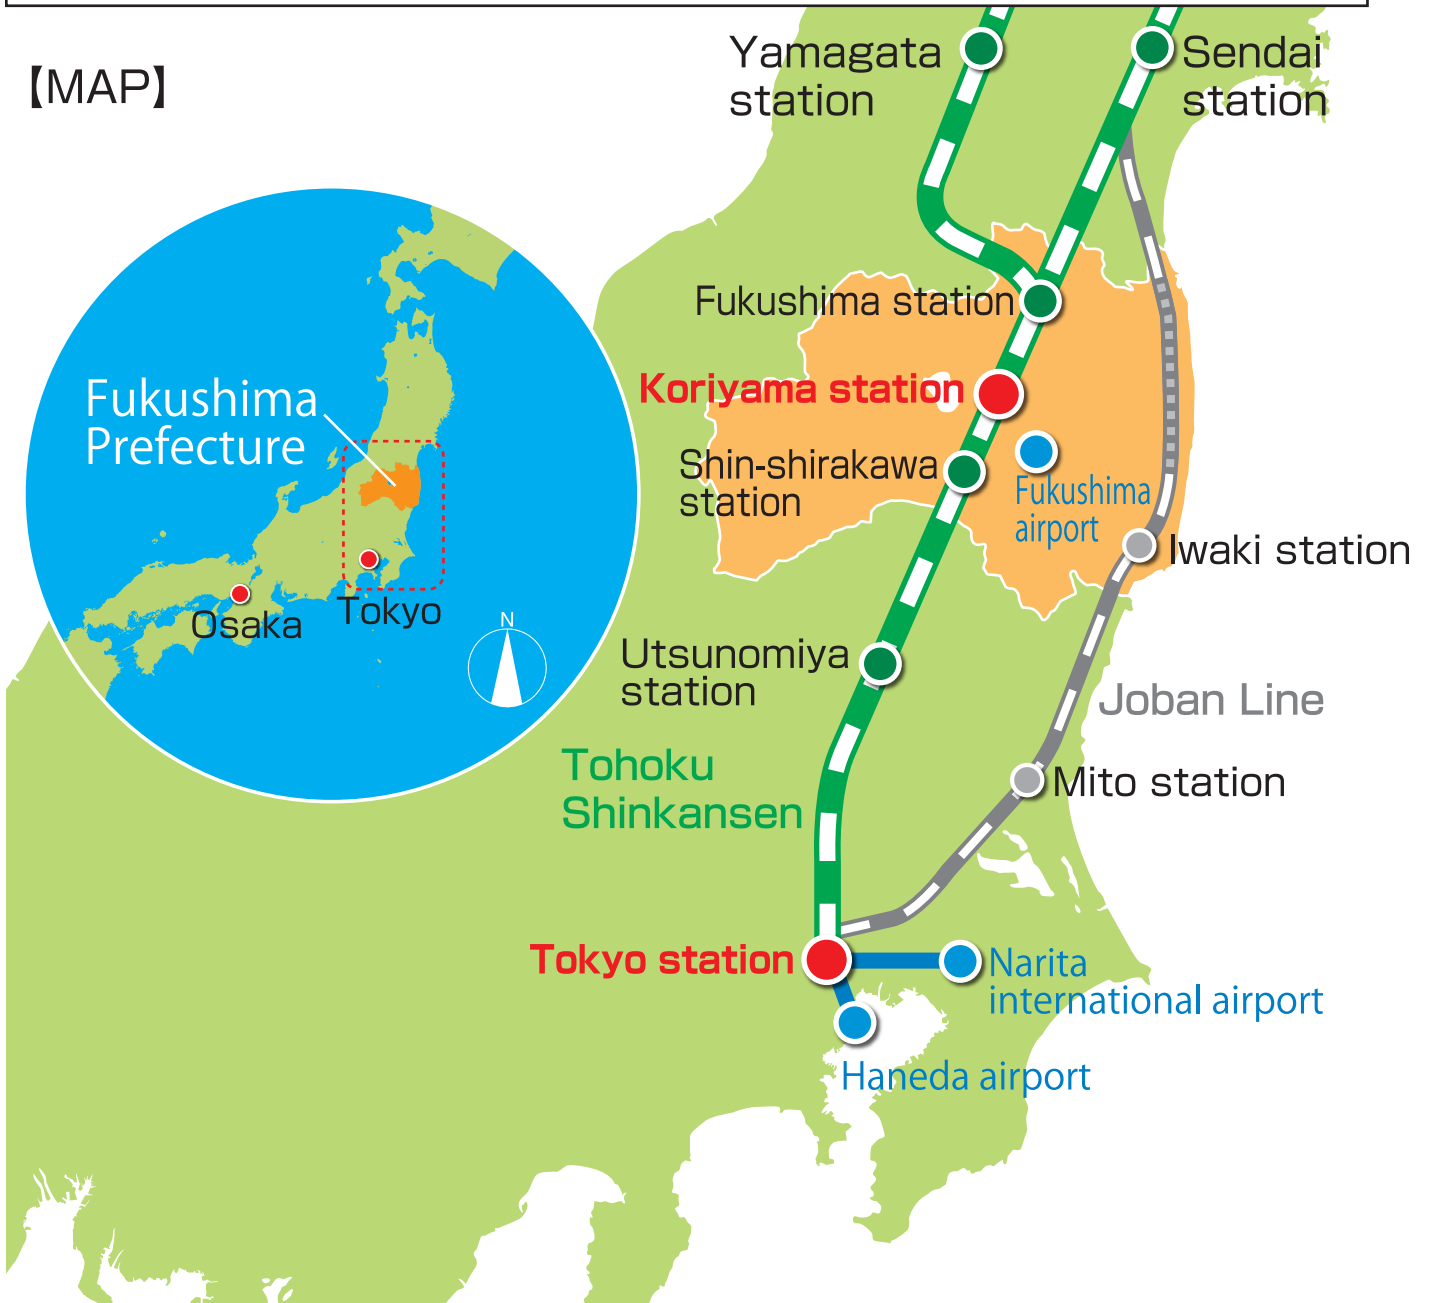 【MAP】
Yamagata
station
Sendai
station
Fukushima station
Koriyama station
Shin-shirakawa
station
Fukushima
airport
Iwaki station
Fukushima
Prefecture
Osaka
Tokyo
N
Utsunomiya
station
Joban Line
Tohoku
Shinkansen
Mito station
Tokyo station
Narita
international airport
Haneda airport